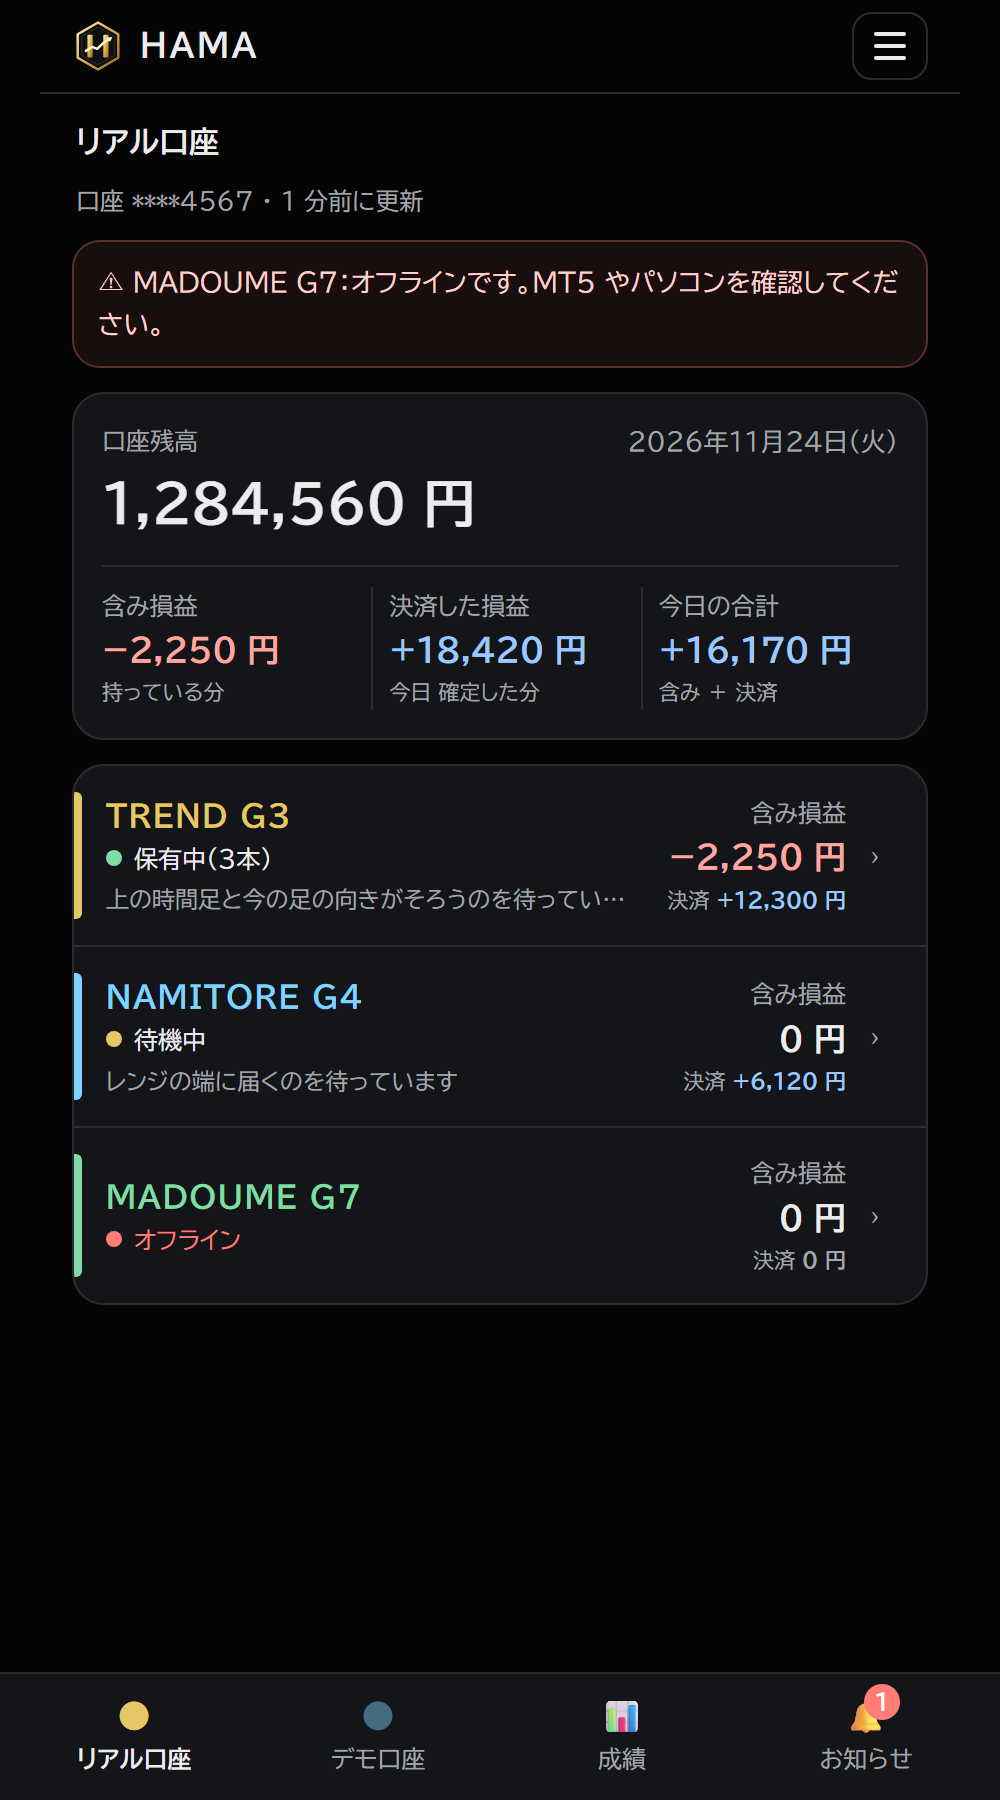 HAMA
リアル口座
口座 ****4567・1 分前に更新
⚠ MADOUME G7：オフラインです。MT5 やパソコンを確認してくだ
さい。
口座残高
2026年11月24日（火）
1,284,560 円
含み損益
決済した損益
今日の合計
−2,250 円
+18,420 円
+16,170 円
持っている分
今日 確定した分
含み ＋ 決済
TREND G3
含み損益
保有中（3本）
−2,250 円 ›
上の時間足と今の足の向きがそろうのを待ってい…
決済 +12,300 円
NAMITORE G4
含み損益
待機中
0 円 ›
レンジの端に届くのを待っています
決済 +6,120 円
MADOUME G7
含み損益
オフライン
0 円 ›
決済 0 円
1
リアル口座
デモ口座
成績
お知らせ